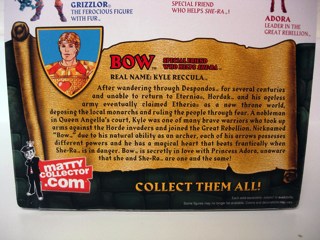 GRIZZLOR™
THE FEROCIOUS FIGURE
WITH FUR..
SPECIAL FRIEND
WHO HELPS SHE-RA..!
ADORA
LEADER IN THE
GREAT REBELLION..
BOW™ SPECIAL FRIEND
WHO HELPS ADORA
REAL NAME: KYLE RECCULA..
After wandering through Despondos.. for several centuries
and unable to return to Eternia.. Hordak.. and his ageless
army eventually claimed Etheria.. as a new throne world,
deposing the local monarchs and ruling the people through fear. A nobleman
in Queen Angella's court, Kyle was one of many brave warriors who took up
arms against the Horde invaders and joined the Great Rebellion. Nicknamed
"Bow.." due to his natural ability as an archer, each of his arrows possesses
different powers and he has a magical heart that beats frantically when
She-Ra.. is in danger. Bow.. is secretly in love with Princess Adora, unaware
that she and She-Ra.. are one and the same!
MATTY
COLLECTOR
.COM
COLLECT THEM ALL!